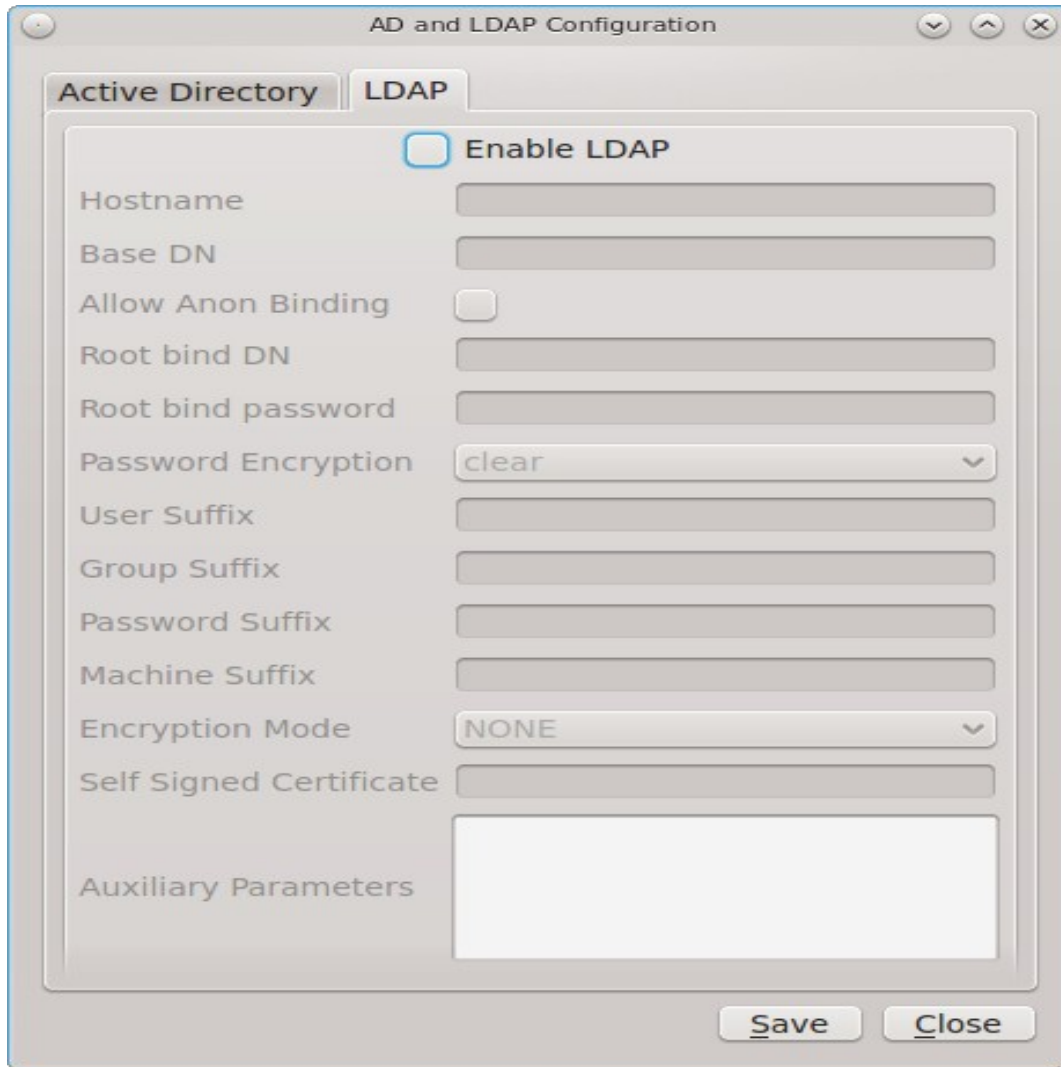 AD and LDAP Configuration
Active Directory LDAP
Enable LDAP
Hostname
Base DN
Allow Anon Binding
Root bind DN
Root bind password
Password Encryption clear
User Suffix
Group Suffix
Password Suffix
Machine Suffix
Encryption Mode NONE
Self Signed Certificate
Auxiliary Parameters
Save Close